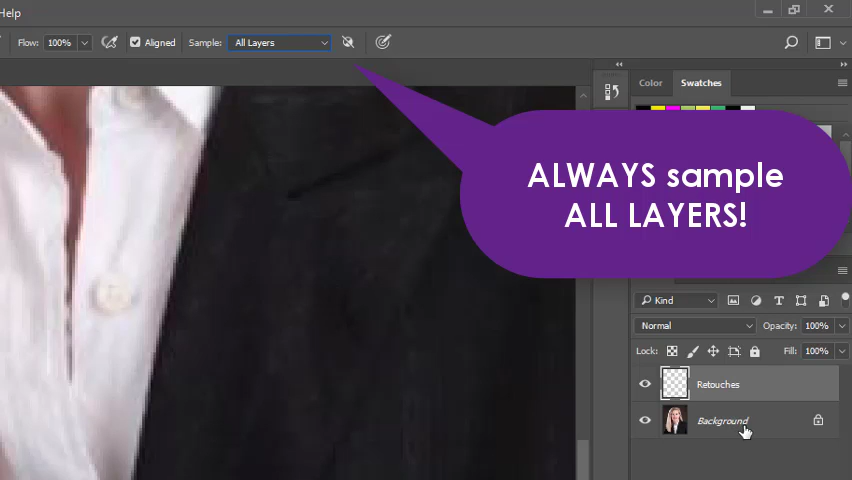 Help
Flow: 100% Aligned Sample: All Layers
Color Swatches
ALWAYS sample
ALL LAYERS!
Kind
Normal Opacity: 100%
Lock: Fill: 100%
Retouches
Background